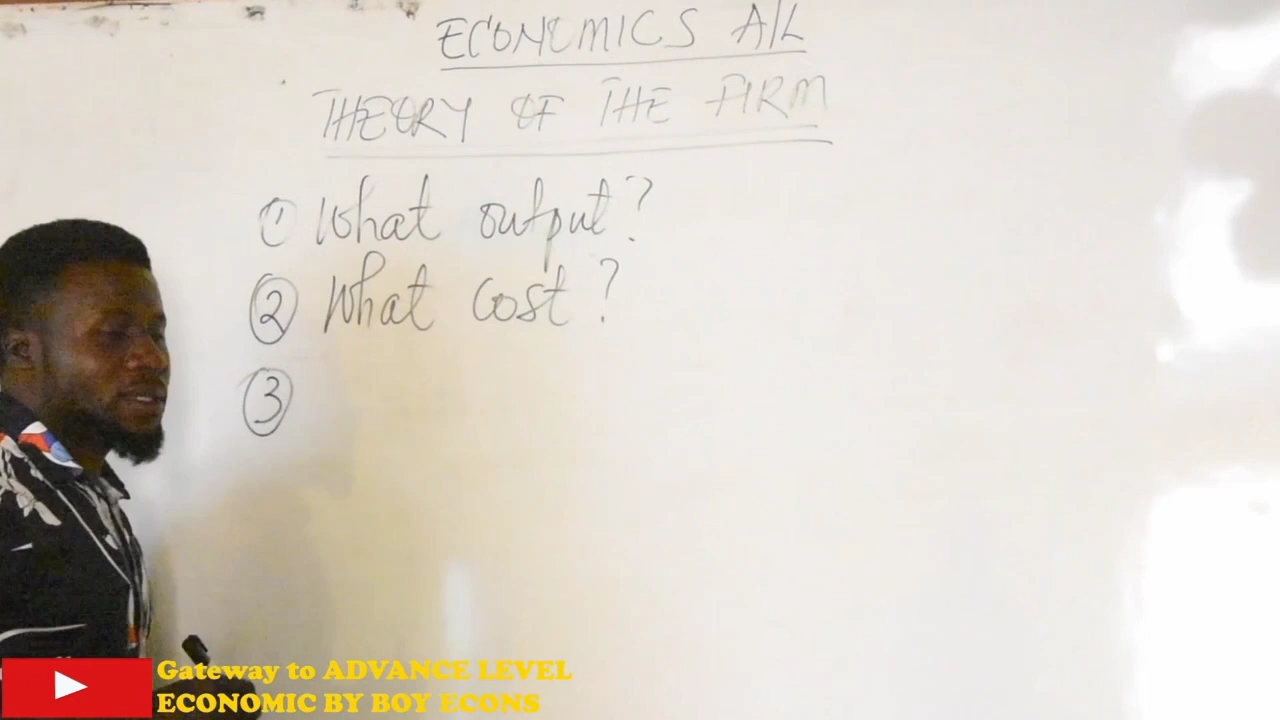 ECONOMICS A/L
THEORY OF THE FIRM
① What output?
② What cost?
③
Gateway to ADVANCE LEVEL
ECONOMIC BY BOY ECONS